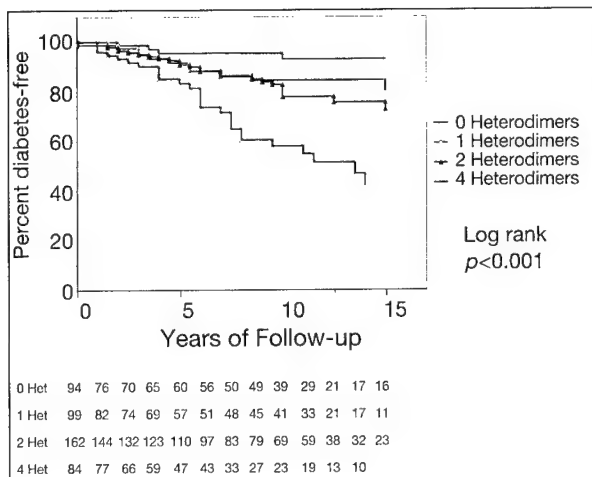 100
80
60
40
20
0
Percent diabetes-free
0 5 10 15
Years of Follow-up
0 Heterodimers
1 Heterodimers
2 Heterodimers
4 Heterodimers
Log rank
p<0.001
0 Het 94 76 70 65 60 56 50 49 39 29 21 17 16
1 Het 99 82 74 69 57 51 48 45 41 33 21 17 11
2 Het 162 144 132 123 110 97 83 79 69 59 38 32 23
4 Het 84 77 66 59 47 43 33 27 23 19 13 10